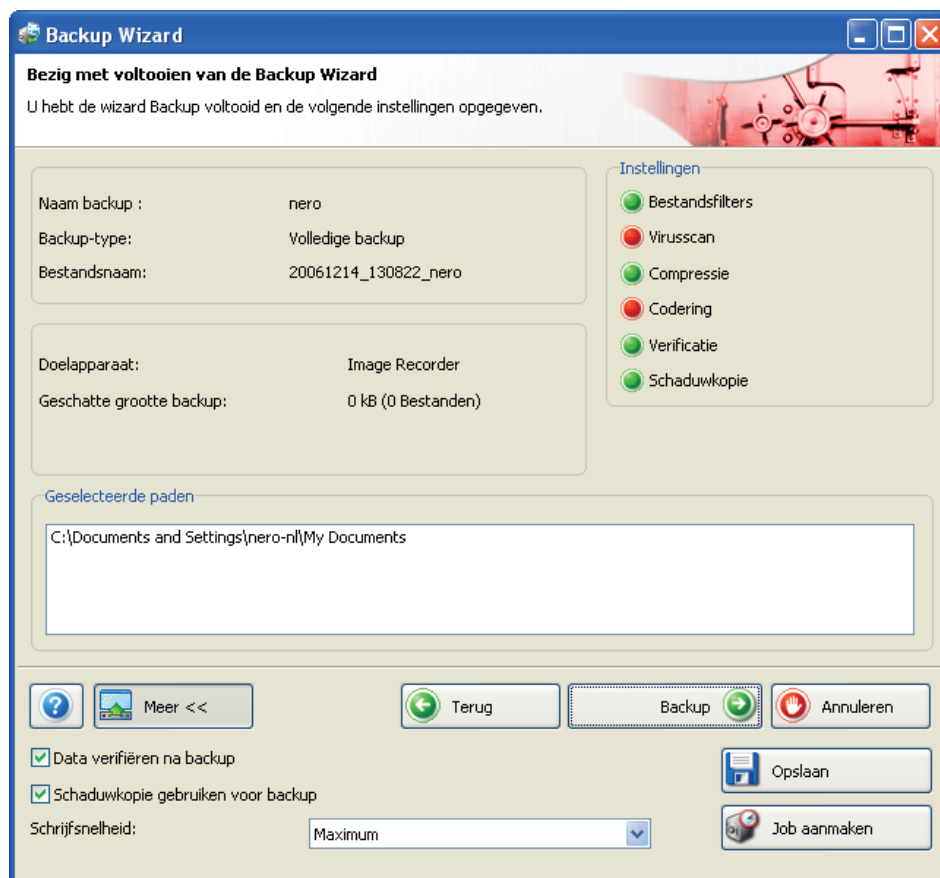 Backup Wizard
Bezig met voltooien van de Backup Wizard
U hebt de wizard Backup voltooid en de volgende instellingen opgegeven.
Naam backup : nero
Backup-type: Volledige backup
Bestandsnaam: 20061214_130822_nero
Instellingen
Bestandsfilters
Virusscan
Compressie
Codering
Verificatie
Schaduwkopie
Doelapparaat: Image Recorder
Geschatte grootte backup: 0 kB (0 Bestanden)
Geselecteerde paden
C:\Documents and Settings\nero-nl\My Documents
? Meer << Terug Backup Annuleren
Data verifiëren na backup
Schaduwkopie gebruiken voor backup
Schrijfsnelheid: Maximum
Opslaan
Job aanmaken